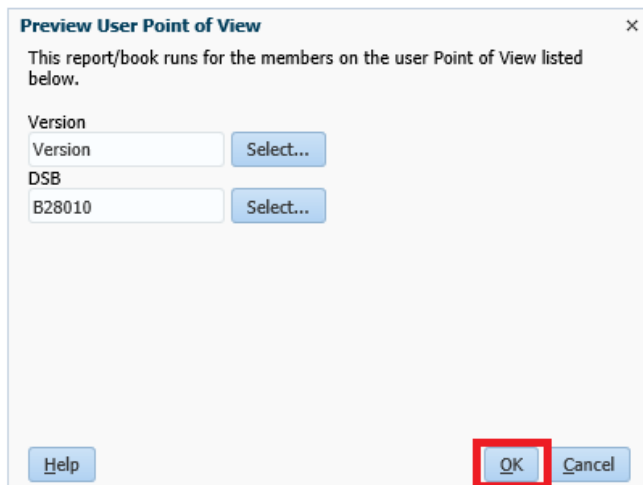 Preview User Point of View ×
This report/book runs for the members on the user Point of View listed
below.
Version
Version Select...
DSB
B28010 Select...
Help OK Cancel